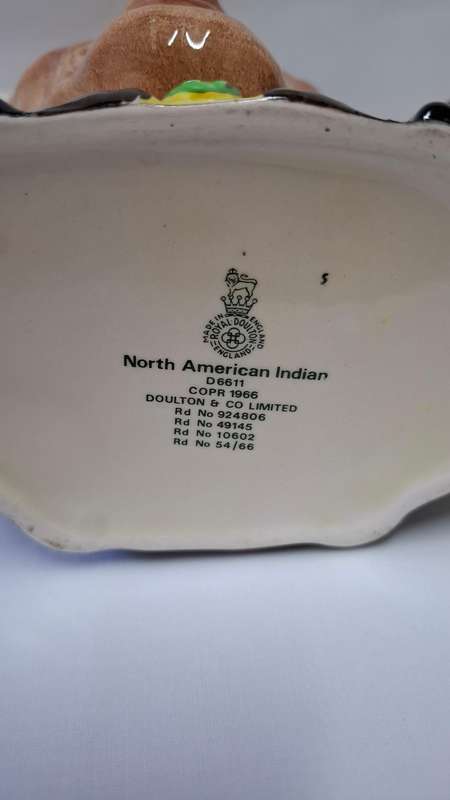 s
MADE IN ENGLAND
ROYAL DOULTON
ENGLAND
North American Indian
D6611
COPR 1966
DOULTON & CO LIMITED
Rd No 924806
Rd No 49145
Rd No 10602
Rd No 54/66